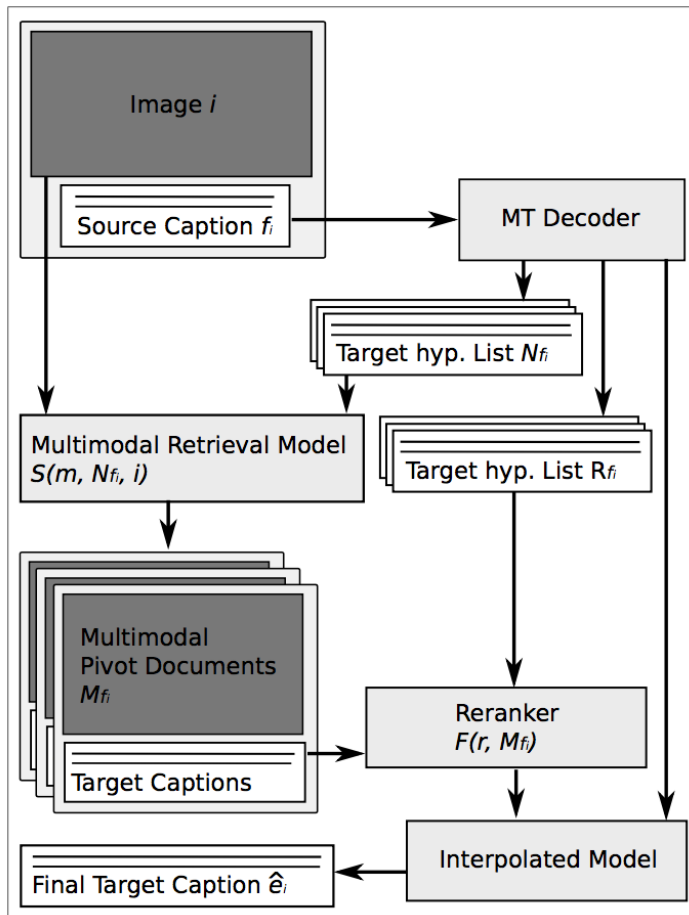 Image i
Source Caption fi
MT Decoder
Target hyp. List Nfi
Multimodal Retrieval Model
S(m, Nfi, i)
Target hyp. List Rfi
Multimodal
Pivot Documents
Mfi
Target Captions
Reranker
F(r, Mfi)
Interpolated Model
Final Target Caption êi